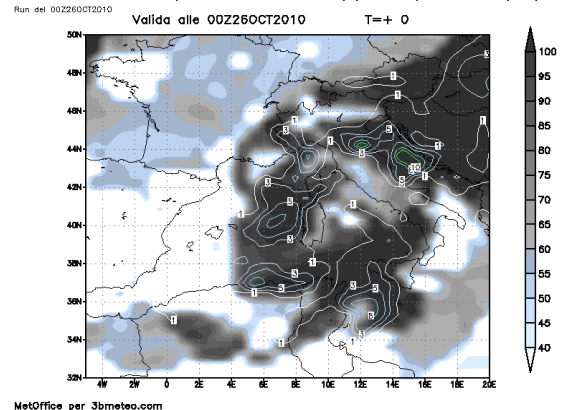 Run del 00Z26OCT2010
Valida alle 00Z26OCT2010 T=+ 0
50N
48N
46N
44N
42N
40N
38N
36N
34N
32N
4W 2W 0 2E 4E 6E 8E 10E 12E 14E 16E 18E 20E
100
95
90
85
80
75
70
65
60
55
50
45
40
MetOffice per 3bmeteo.com